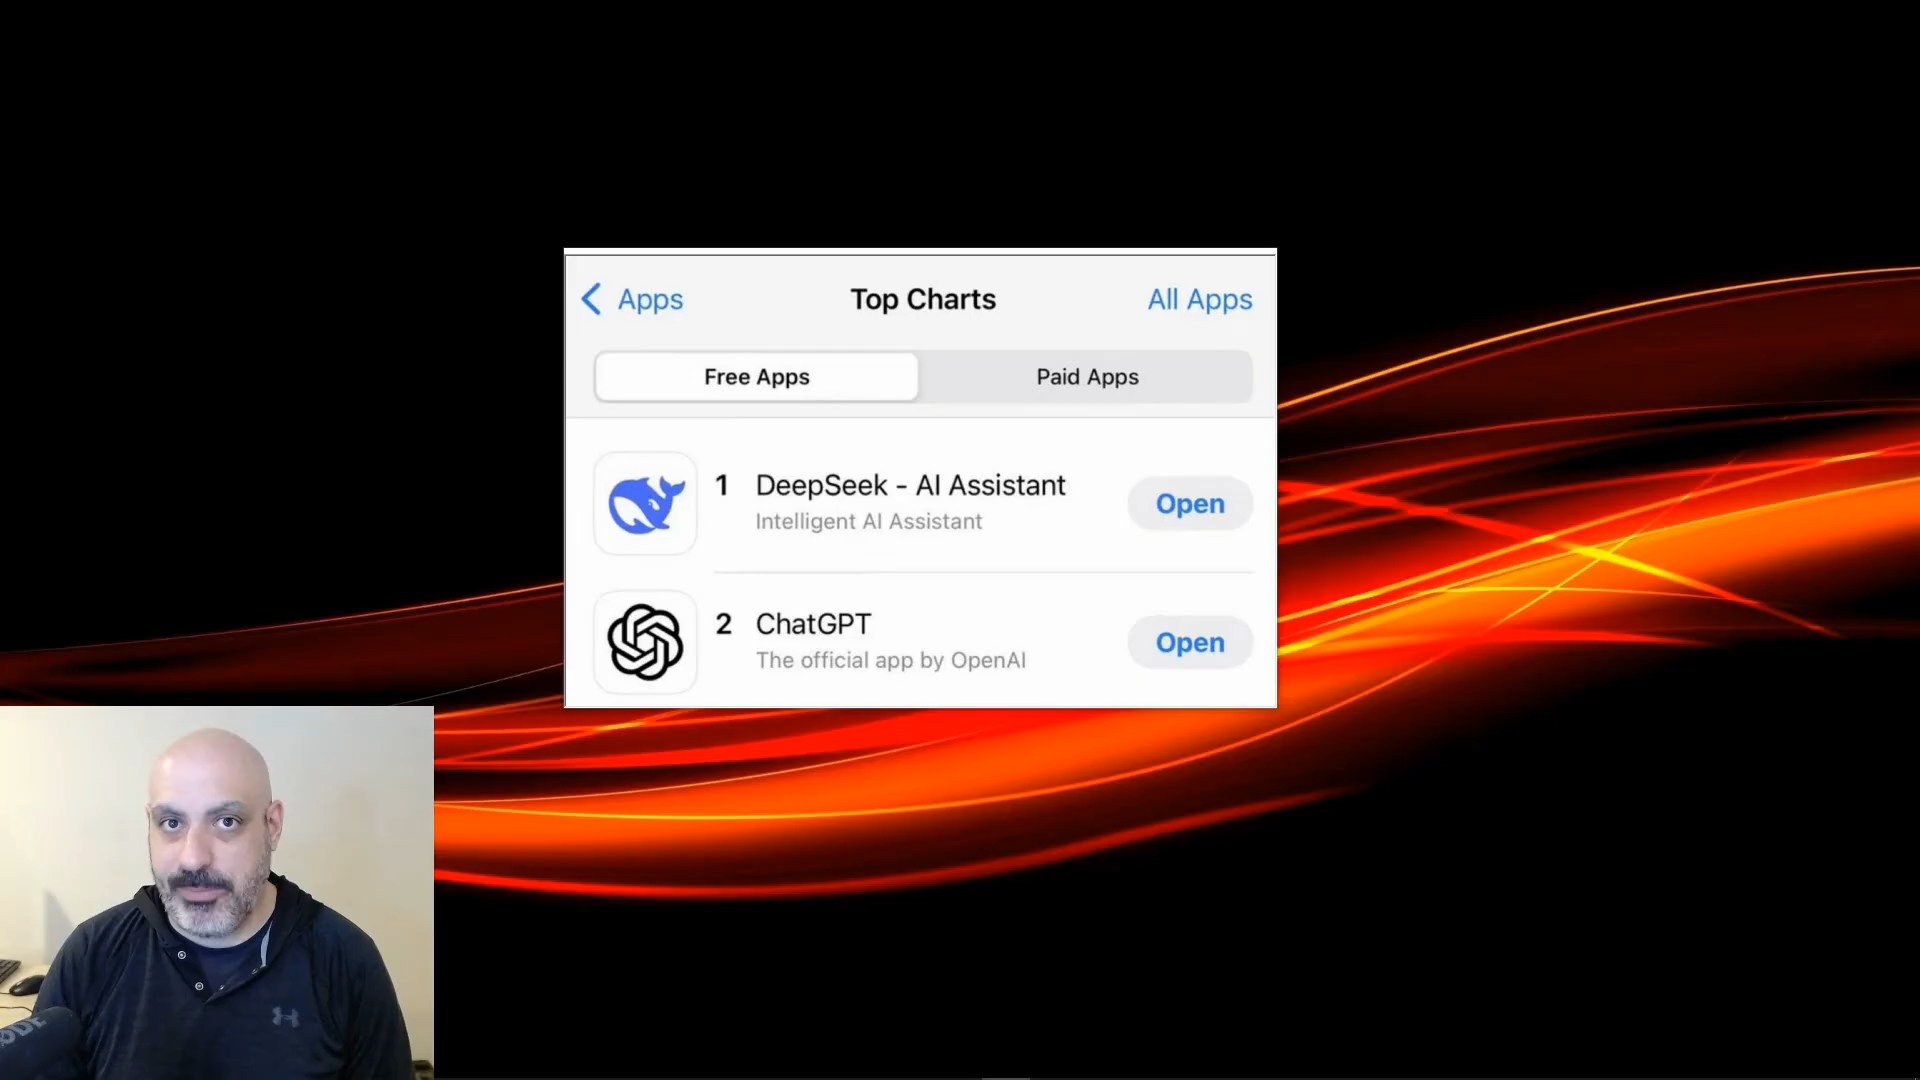 Apps
Top Charts
All Apps
Free Apps
Paid Apps
1 DeepSeek - AI Assistant
Intelligent AI Assistant
Open
2 ChatGPT
The official app by OpenAI
Open